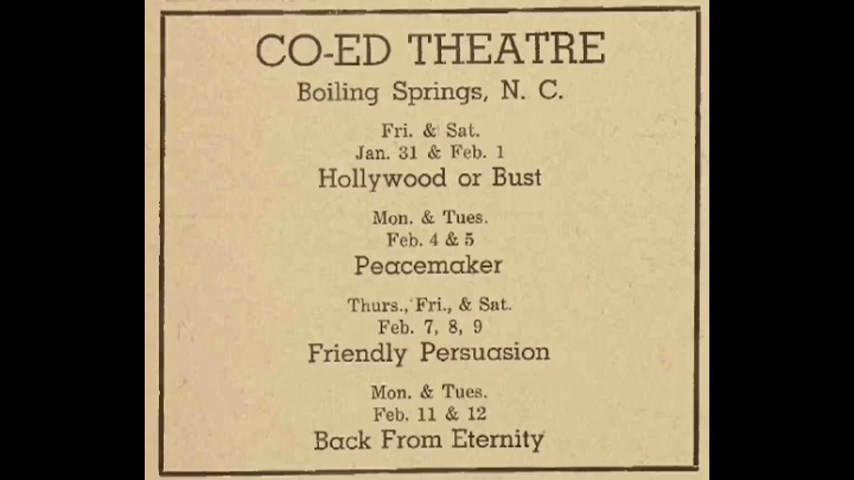 CO-ED THEATRE
Boiling Springs, N. C.
Fri. & Sat.
Jan. 31 & Feb. 1
Hollywood or Bust
Mon. & Tues.
Feb. 4 & 5
Peacemaker
Thurs., Fri., & Sat.
Feb. 7, 8, 9
Friendly Persuasion
Mon. & Tues.
Feb. 11 & 12
Back From Eternity